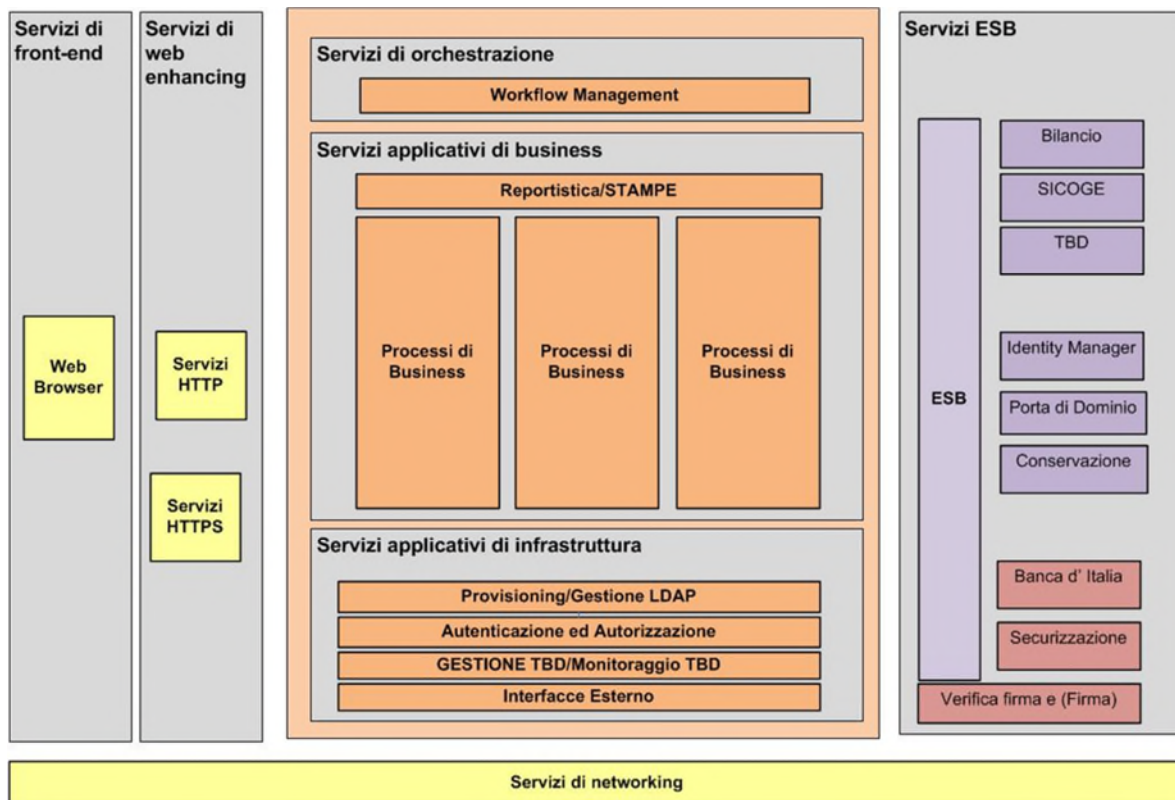 Servizi di
front-end
Web
Browser
Servizi di
web
enhancing
Servizi
HTTP
Servizi
HTTPS
Servizi di orchestrazione
Workflow Management
Servizi applicativi di business
Reportistica/STAMPE
Processi di
Business
Processi di
Business
Processi di
Business
Servizi applicativi di infrastruttura
Provisioning/Gestione LDAP
Autenticazione ed Autorizzazione
GESTIONE TBD/Monitoraggio TBD
Interfacce Esterno
Servizi ESB
ESB
Bilancio
SICOGE
TBD
Identity Manager
Porta di Dominio
Conservazione
Banca d' Italia
Securizzazione
Verifica firma e (Firma)
Servizi di networking